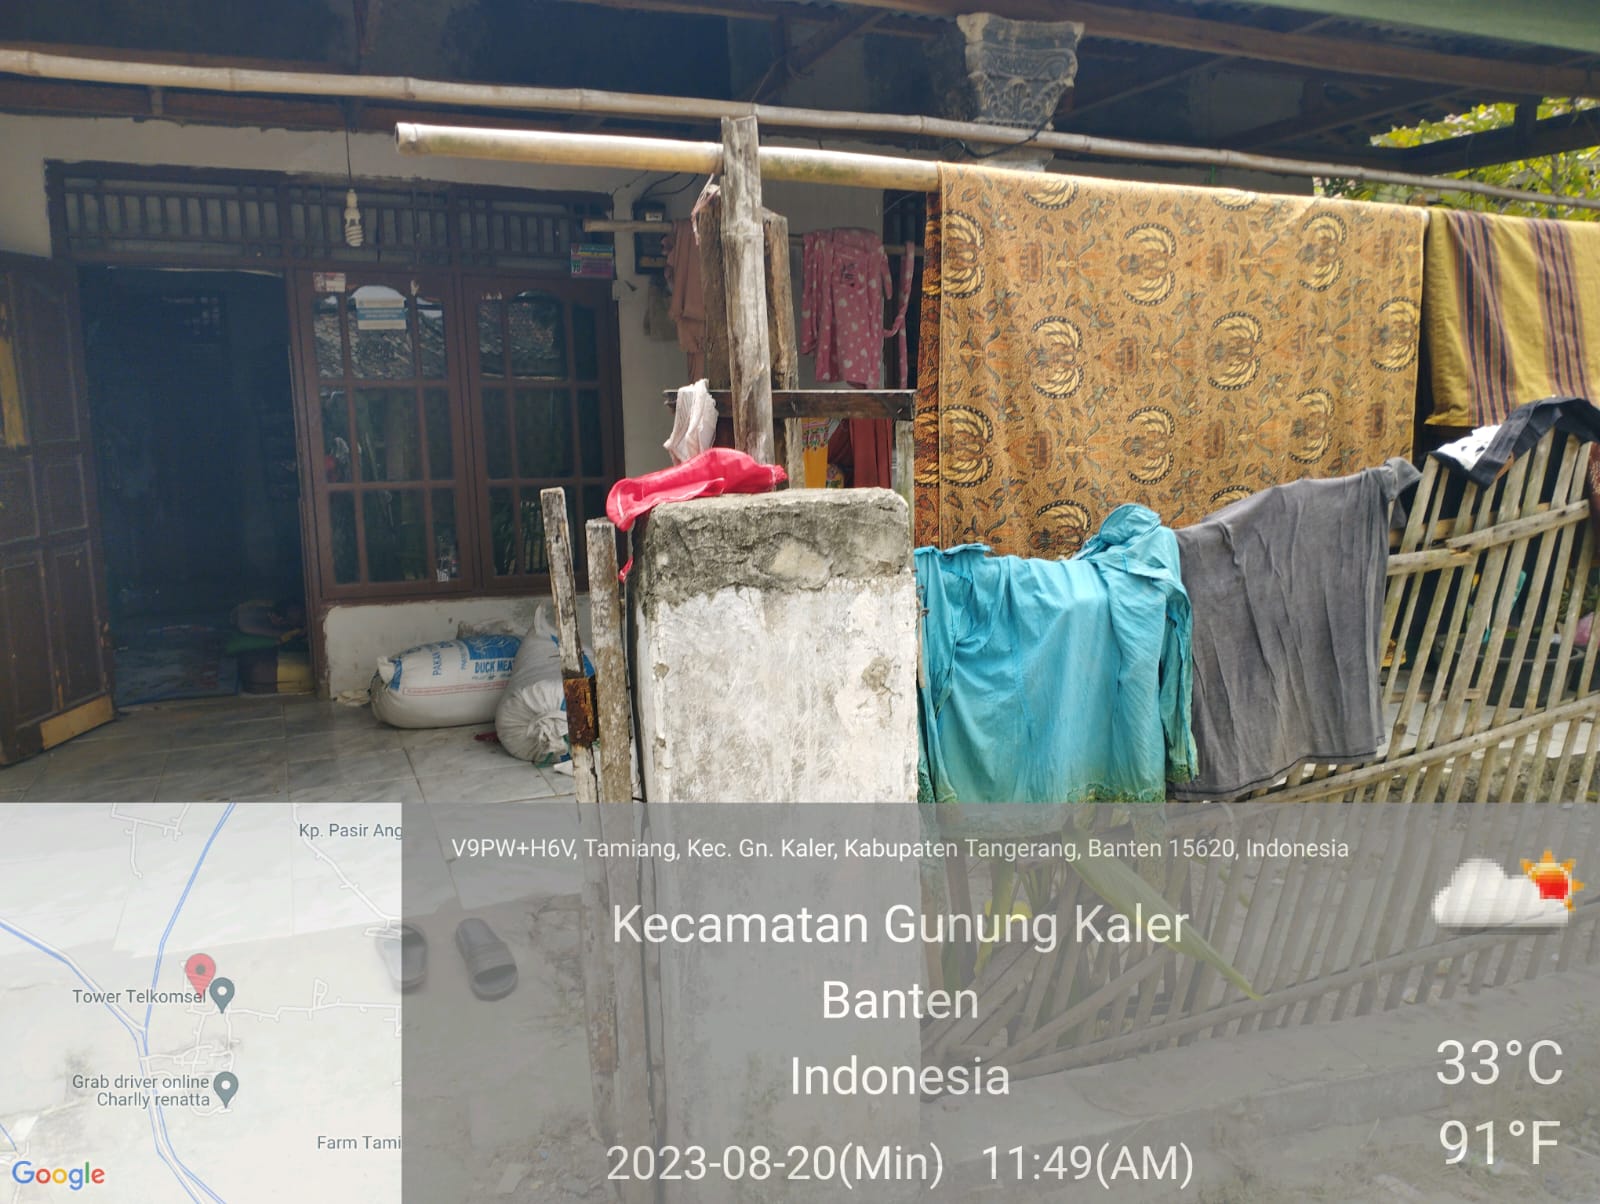 DUCK MEAT
Kp. Pasir Ang
Tower Telkomsel
Grab driver online
Charlly renatta
Farm Tami
Google
V9PW+H6V, Tamiang, Kec. Gn. Kaler, Kabupaten Tangerang, Banten 15620, Indonesia
Kecamatan Gunung Kaler
Banten
Indonesia
2023-08-20(Min) 11:49(AM)
33°C
91°F